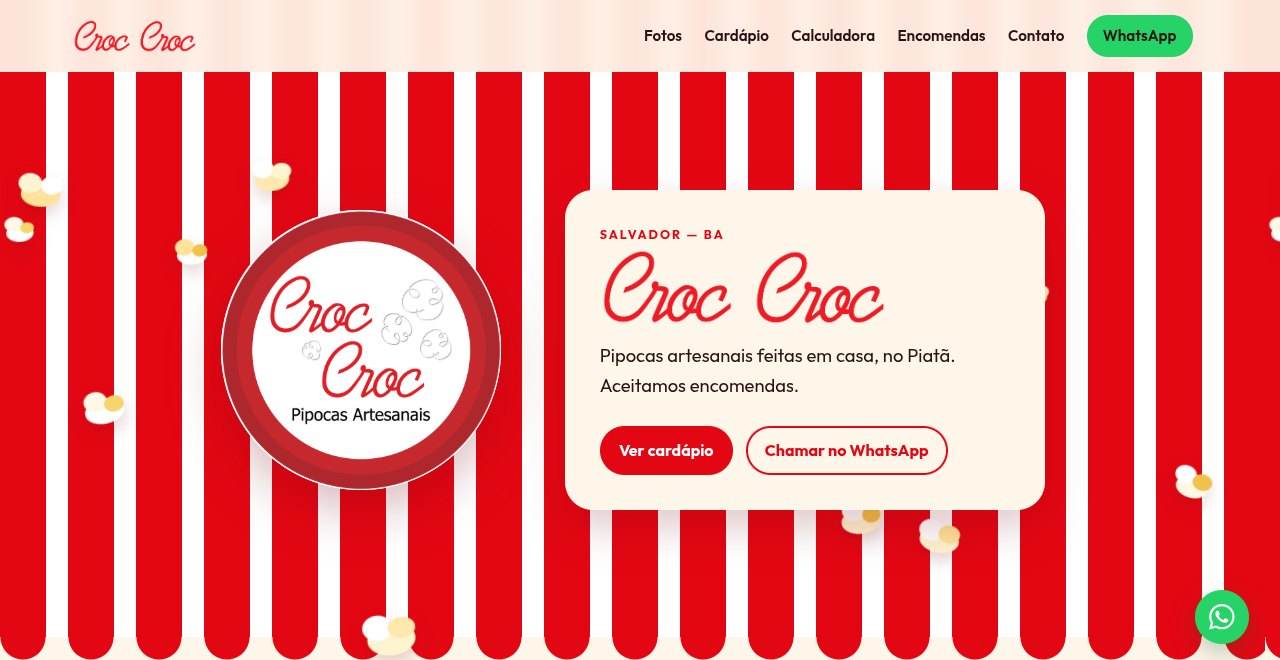 Croc Croc
Fotos
Cardápio
Calculadora
Encomendas
Contato
WhatsApp
Croc
Croc
Pipocas Artesanais
SALVADOR — BA
Croc Croc
Pipocas artesanais feitas em casa, no Piatã.
Aceitamos encomendas.
Ver cardápio
Chamar no WhatsApp